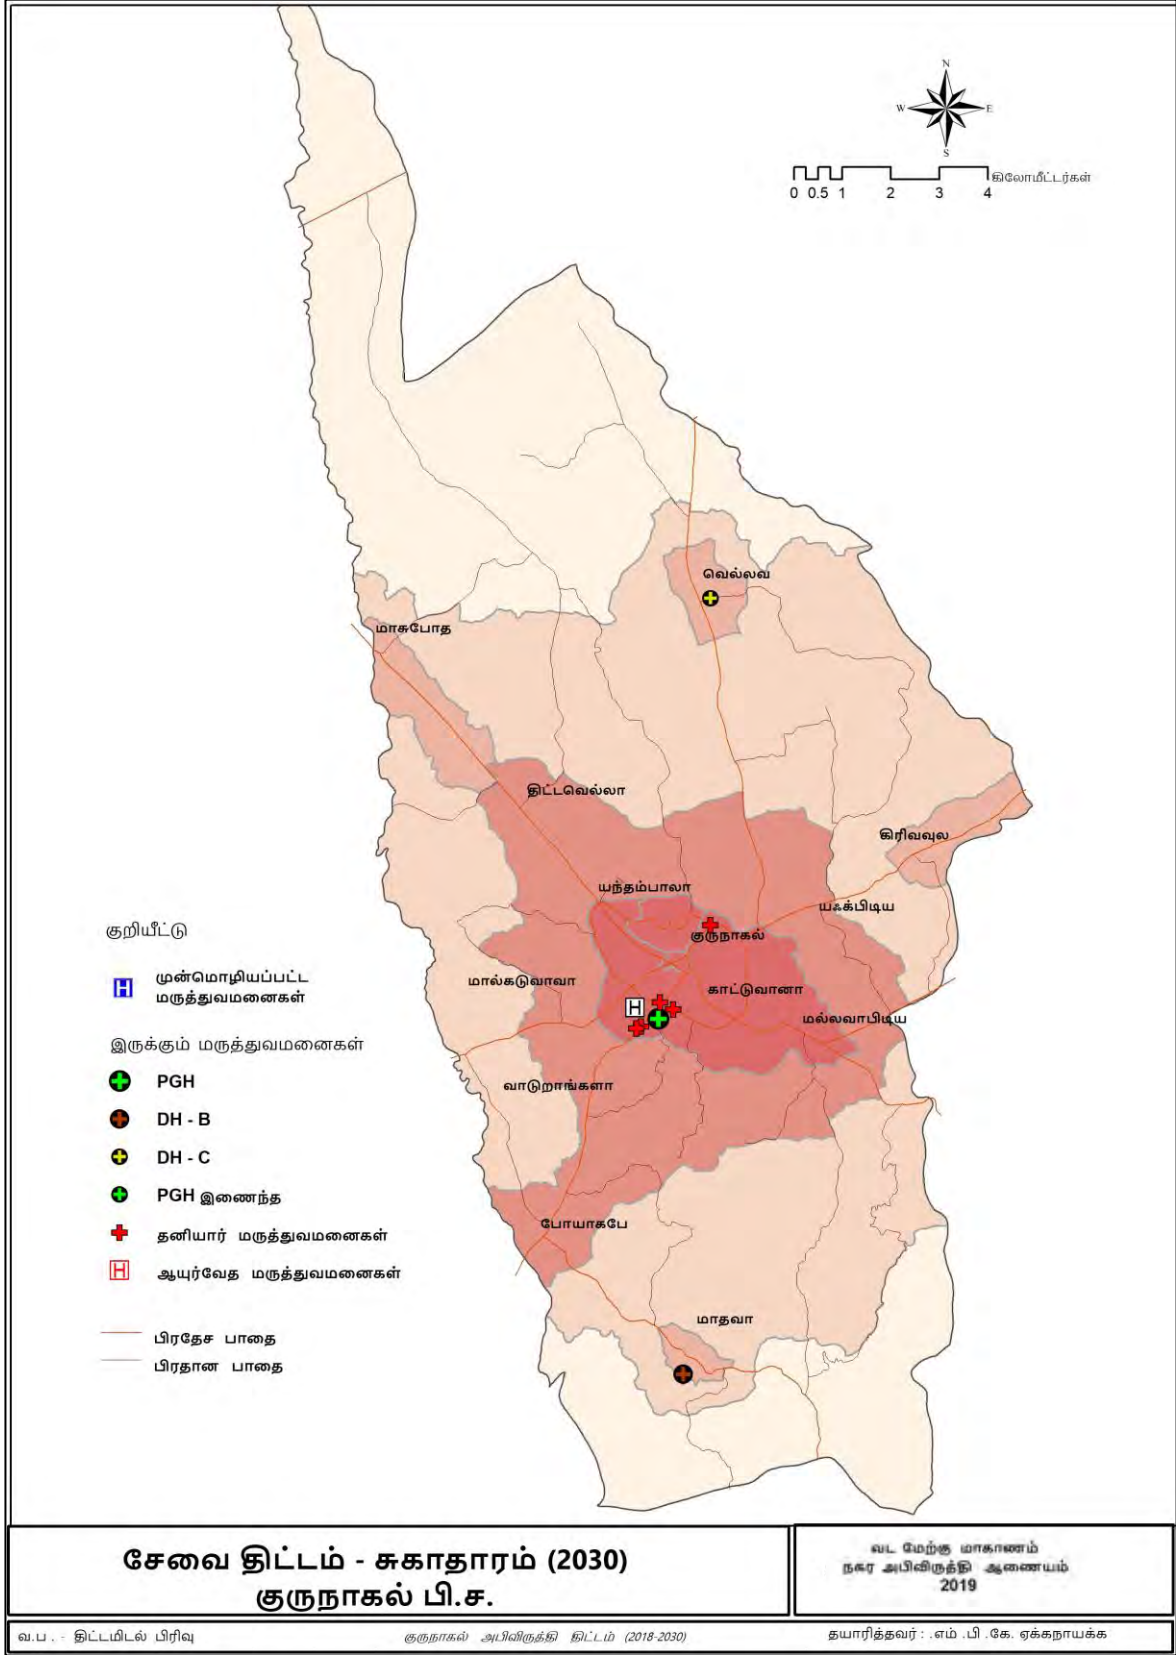 N
W E
S
0 0.5 1 2 3 4 கிலோமீட்டர்கள்
வெல்லவ
மாசுபோத
திட்டவெல்லா
கிரிவவுல
யந்தம்பாலா
யஃக்பிடிய
குருநாகல்
மால்கடுவாவா
காட்டுவானா
H
மல்லவாபிடிய
வாடுறாங்களா
போயாகபே
மாதவா
குறியீட்டு
H முன்மோழியப்பட்ட
மருத்துவமனைகள்
இருக்கும் மருத்துவமனைகள்
PGH
DH - B
DH - C
PGH இணைந்த
தனியார் மருத்துவமனைகள்
H ஆயுர்வேத மருத்துவமனைகள்
பிரதேச பாதை
பிரதான பாதை
சேவை திட்டம் - சுகாதாரம் (2030)
குருநாகல் பி.ச.
வட மேற்கு மாகாணம்
நகர அபிவிருத்தி ஆணையம்
2019
வ.ப . - திட்டமிடல் பிரிவு
குருநாகல் அபிவிருத்தி திட்டம் (2018-2030)
தயாரித்தவர் : .எம் .பி .கே. ஏக்கநாயக்க